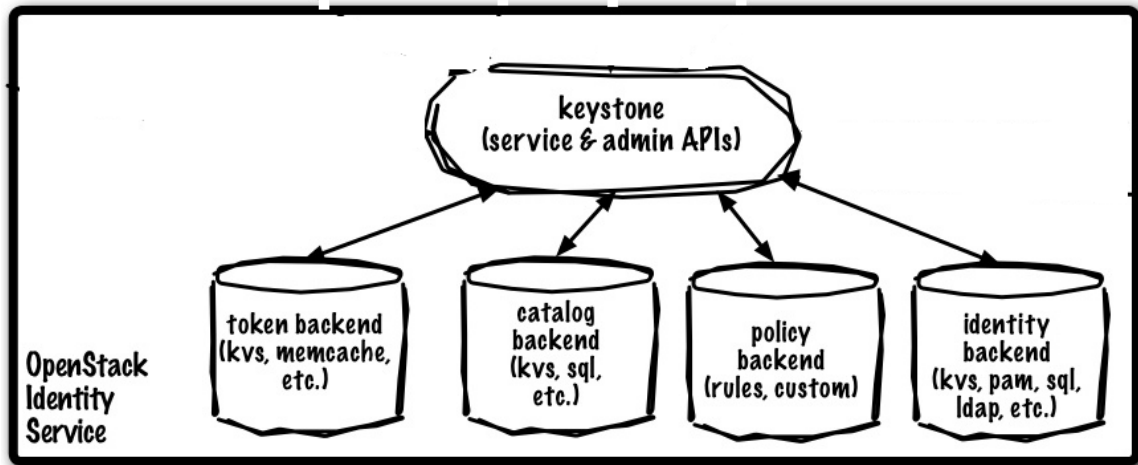 keystone
(service & admin APIs)
token backend
(kvs, memcache,
etc.)
catalog
backend
(kvs, sql,
etc.)
policy
backend
(rules, custom)
identity
backend
(kvs, pam, sql,
ldap, etc.)
OpenStack
Identity
Service